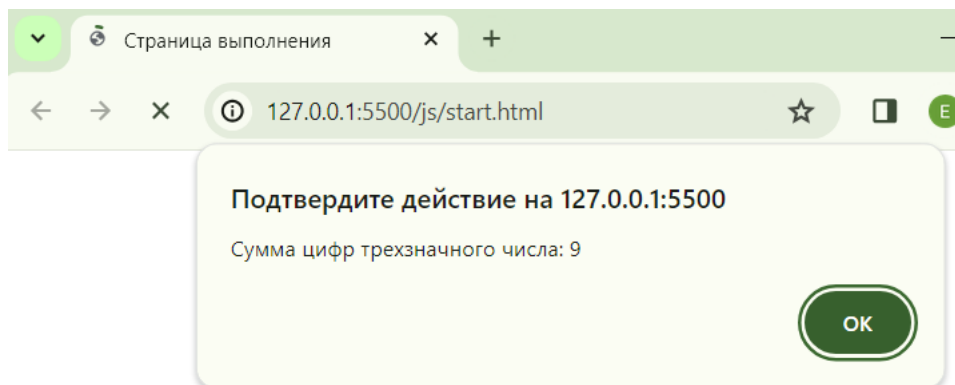 Страница выполнения
127.0.0.1:5500/js/start.html
E
Подтвердите действие на 127.0.0.1:5500
Сумма цифр трехзначного числа: 9
ОК